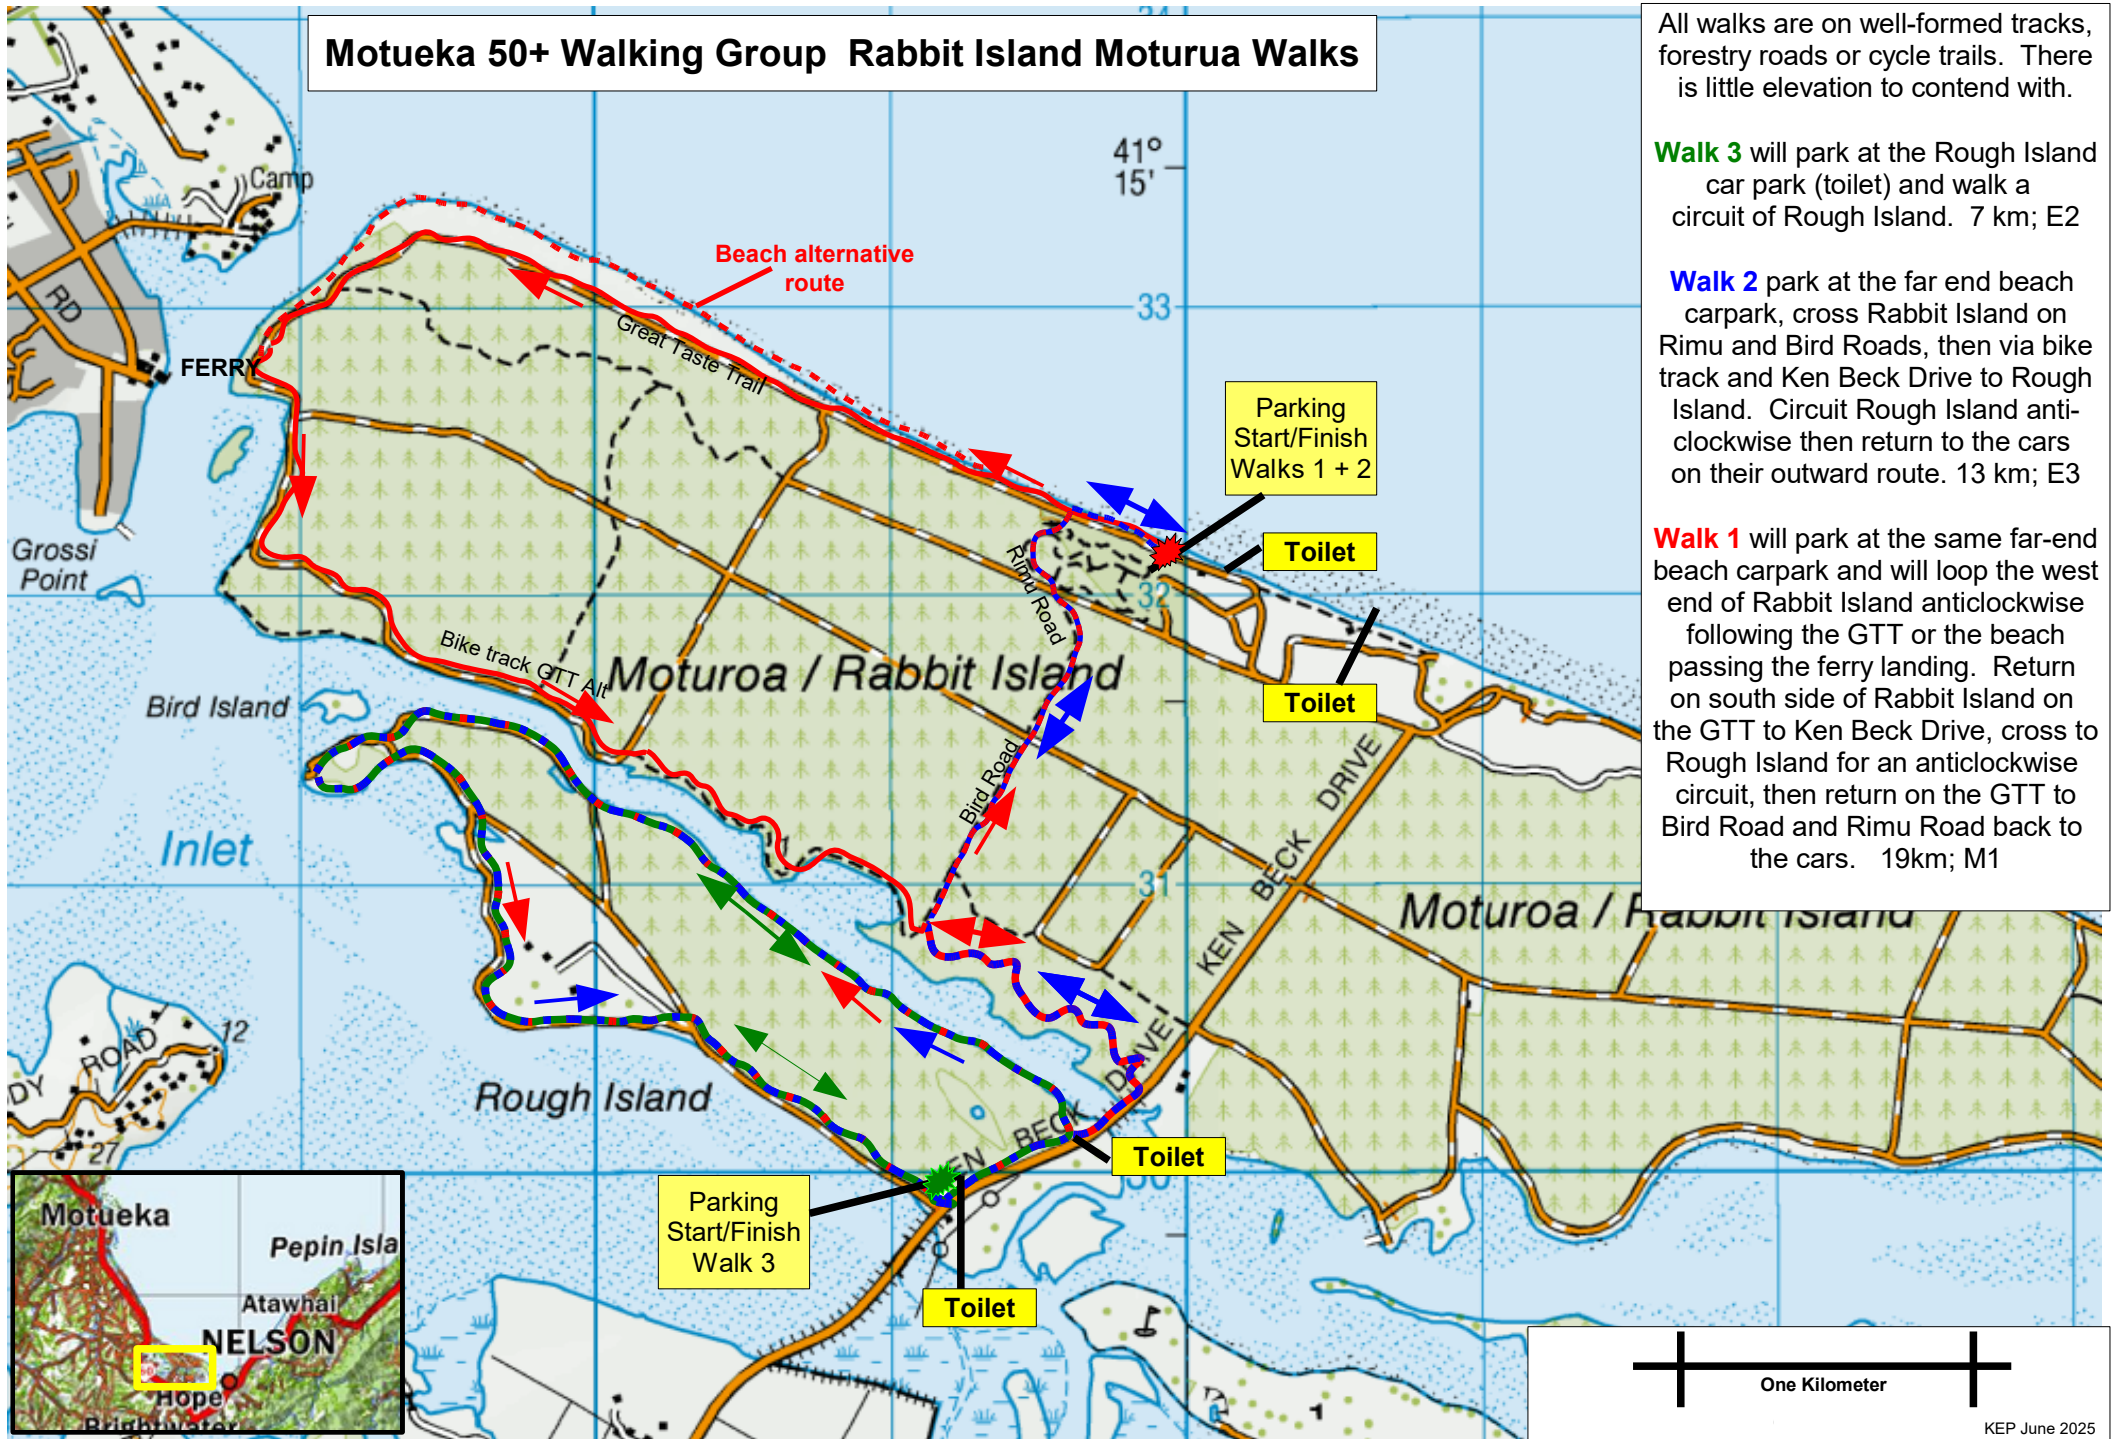 Motueka 50+ Walking Group  Rabbit Island Moturua Walks
All walks are on well-formed tracks,
forestry roads or cycle trails.  There
is little elevation to contend with.
Walk 3 will park at the Rough Island
car park (toilet) and walk a
circuit of Rough Island.  7 km; E2
Walk 2 park at the far end beach
carpark, cross Rabbit Island on
Rimu and Bird Roads, then via bike
track and Ken Beck Drive to Rough
Island.  Circuit Rough Island anti-
clockwise then return to the cars
on their outward route. 13 km; E3
Walk 1 will park at the same far-end
beach carpark and will loop the west
end of Rabbit Island anticlockwise
following the GTT or the beach
passing the ferry landing.  Return
on south side of Rabbit Island on
the GTT to Ken Beck Drive, cross to
Rough Island for an anticlockwise
circuit, then return on the GTT to
Bird Road and Rimu Road back to
the cars.   19km; M1
41°
15'
Camp
RD
Beach alternative
route
33
FERRY
Great Taste Trail
Parking
Start/Finish
Walks 1 + 2
Toilet
Grossi
Point
Rimu Road
32
Bike track GTT Alt
Moturoa / Rabbit Island
Toilet
Bird Island
Bird Road
KEN BECK DRIVE
Inlet
31
Moturoa / Rabbit Island
12
DY ROAD
27
Rough Island
KEN BECK DRIVE
Toilet
30
Parking
Start/Finish
Walk 3
Toilet
Motueka
Pepin Isla
Atawhai
NELSON
Hope
Brightwater
One Kilometer
KEP June 2025